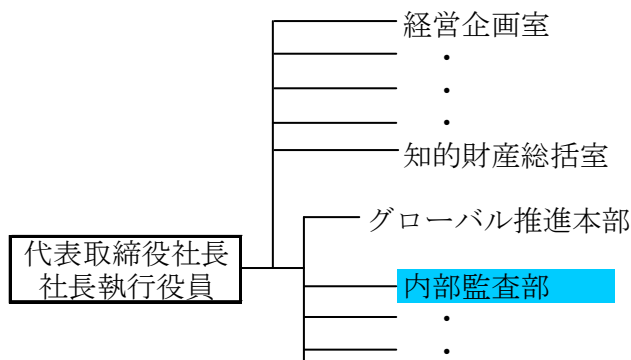 経営企画室
・
・
・
知的財産総括室
グローバル推進本部
代表取締役社長
社長執行役員
内部監査部
・
・